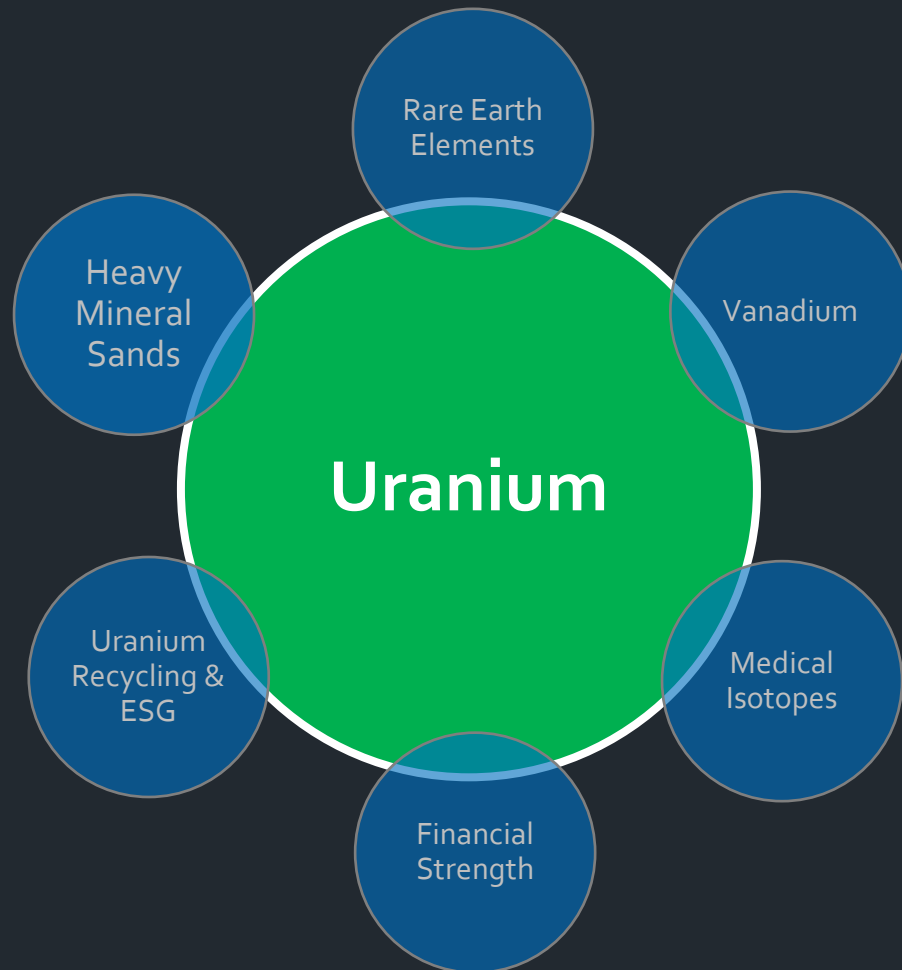 Rare Earth
Elements
Heavy
Mineral
Sands
Vanadium
Uranium
Uranium
Recycling &
ESG
Medical
Isotopes
Financial
Strength